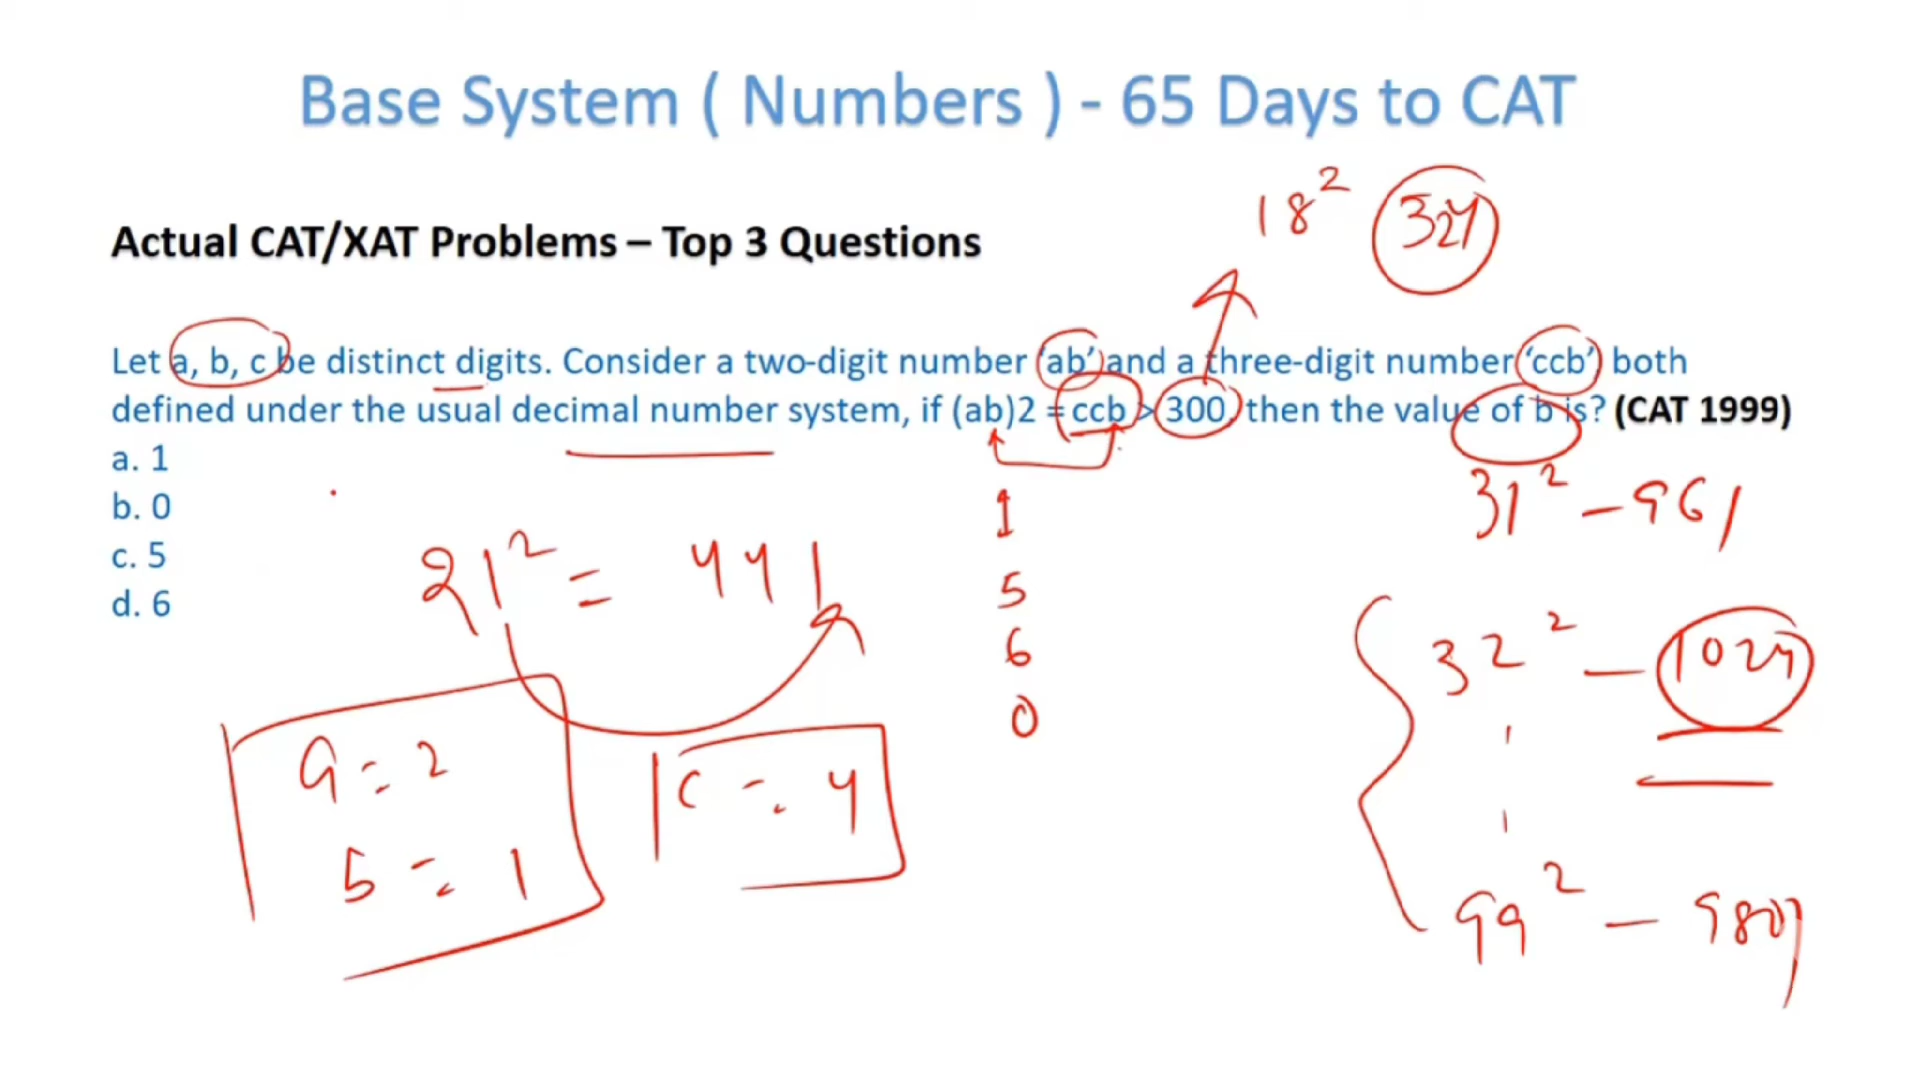 Base System ( Numbers ) - 65 Days to CAT
18² 324
Actual CAT/XAT Problems – Top 3 Questions
Let a, b, c be distinct digits. Consider a two-digit number ‘ab’ and a three-digit number ‘ccb’ both
defined under the usual decimal number system, if (ab)2 = ccb > 300 then the value of b is? (CAT 1999)
a. 1
b. 0
c. 5
d. 6
21² = 441
1
5
6
0
a = 2
b = 1
c = 4
31² – 961
32² – 1024
99² – 9801